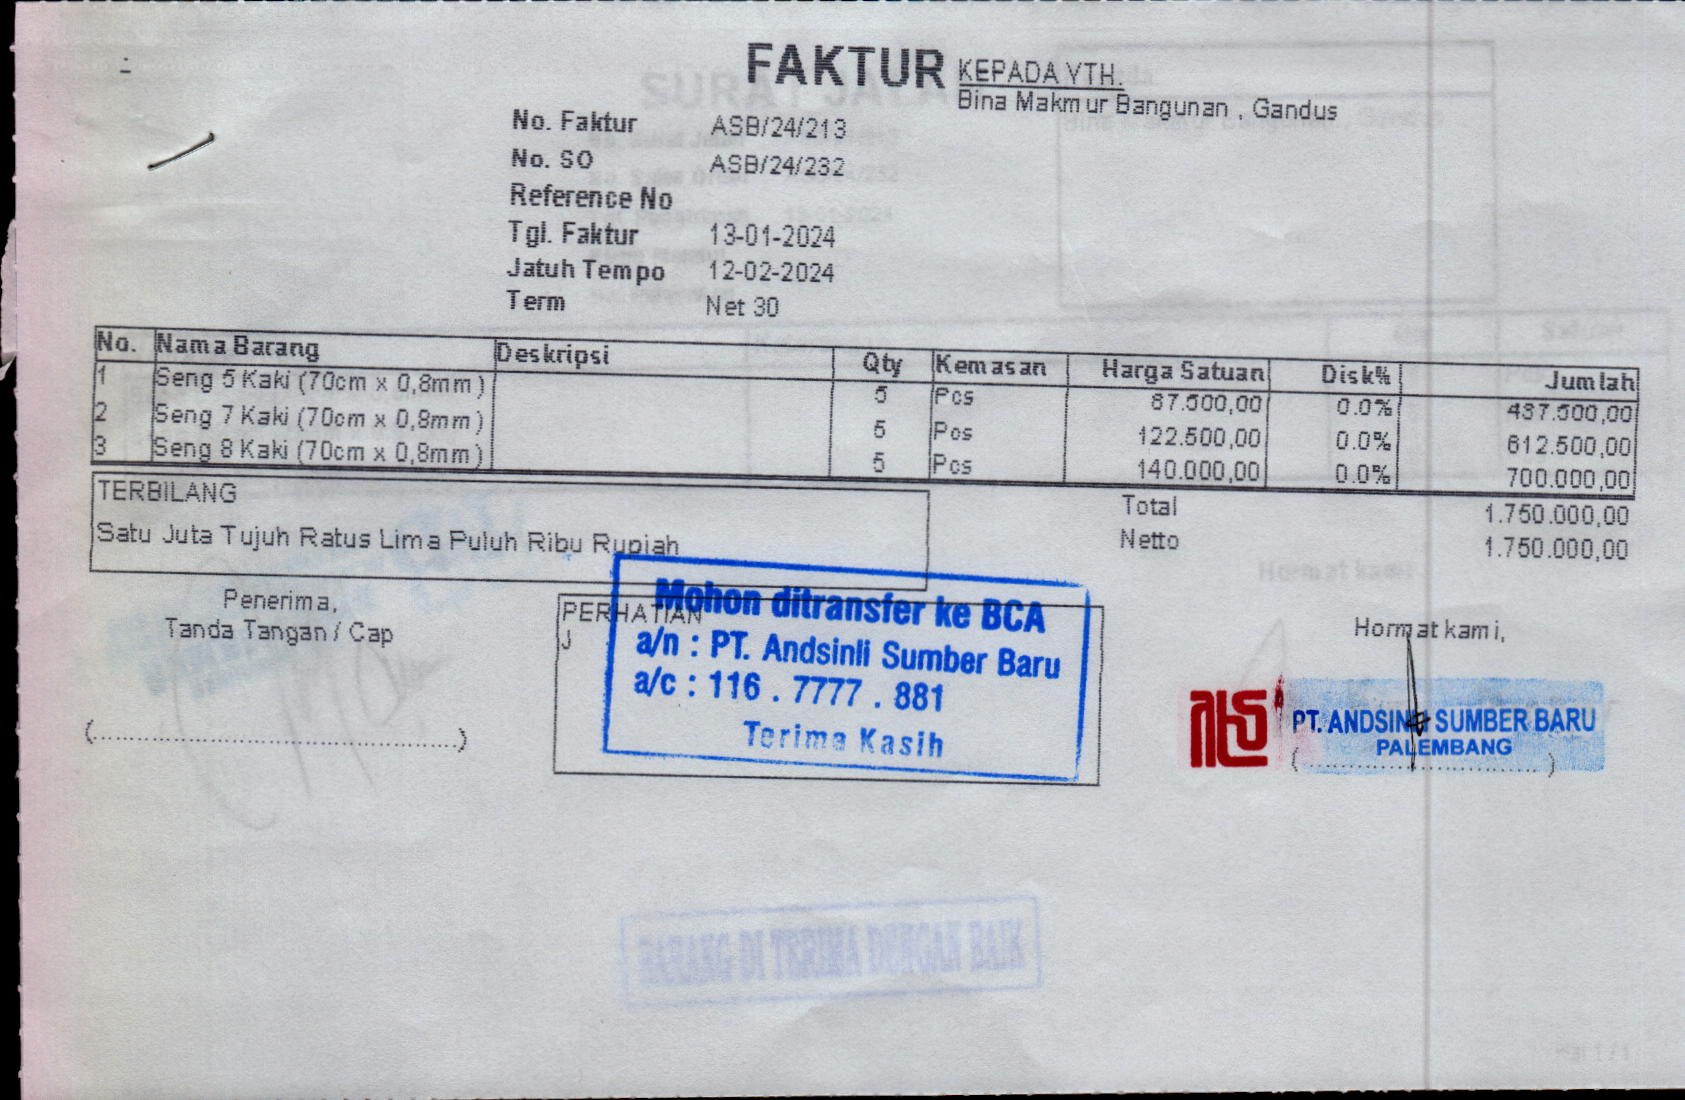 FAKTUR
KEPADA YTH.
Bina Makmur Bangunan , Gandus
No. Faktur ASB/24/213
No. SO ASB/24/232
Reference No
Tgl. Faktur 13-01-2024
Jatuh Tempo 12-02-2024
Term Net 30
No. Nama Barang Deskripsi Qty Kemasan Harga Satuan Disk% Jumlah
1 Seng 5 Kaki (70cm x 0,8mm) 5 Pcs 87.500,00 0.0% 437.500,00
2 Seng 7 Kaki (70cm x 0,8mm) 5 Pcs 122.500,00 0.0% 612.500,00
3 Seng 8 Kaki (70cm x 0,8mm) 5 Pcs 140.000,00 0.0% 700.000,00
TERBILANG
Satu Juta Tujuh Ratus Lima Puluh Ribu Rupiah
Total 1.750.000,00
Netto 1.750.000,00
Penerima,
Tanda Tangan / Cap
(..............................................)
PERHATIAN
J
Mohon ditransfer ke BCA
a/n : PT. Andsinli Sumber Baru
a/c : 116 . 7777 . 881
Terima Kasih
Hormat kami,
PT. ANDSINLI SUMBER BARU
PALEMBANG
(..............................)
BARANG DI TERIMA DENGAN BAIK